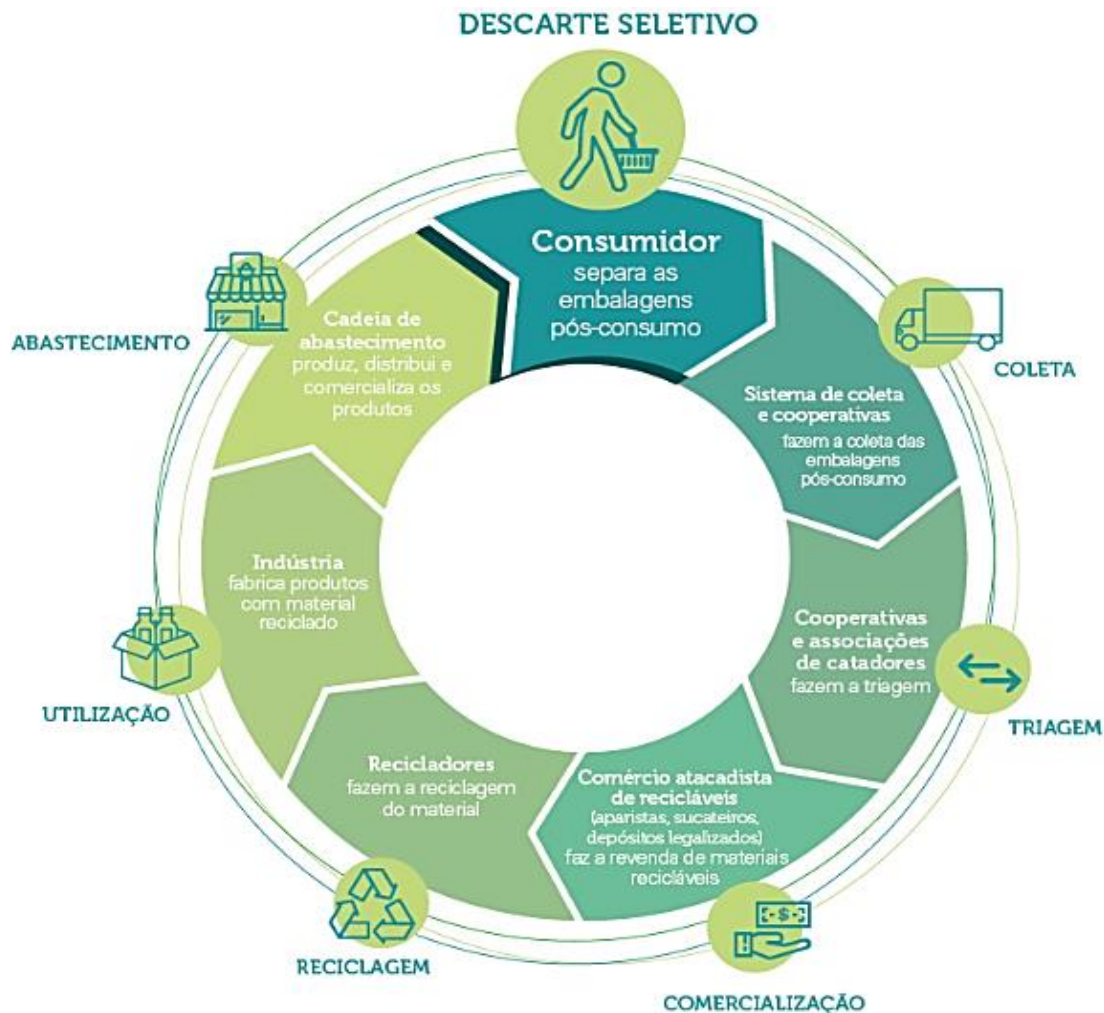 DESCARTE SELETIVO
Consumidor
separa as
embalagens
pós-consumo
COLETA
Sistema de coleta
e cooperativas
fazem a coleta das
embalagens
pós-consumo
TRIAGEM
Cooperativas
e associações
de catadores
fazem a triagem
COMERCIALIZAÇÃO
Comércio atacadista
de recicláveis
(aparistas, sucateiros,
depósitos legalizados)
faz a revenda de materiais
recicláveis
$
RECICLAGEM
Recicladores
fazem a reciclagem
do material
UTILIZAÇÃO
Indústria
fabrica produtos
com material
reciclado
ABASTECIMENTO
Cadeia de
abastecimento
produz, distribui e
comercializa os
produtos